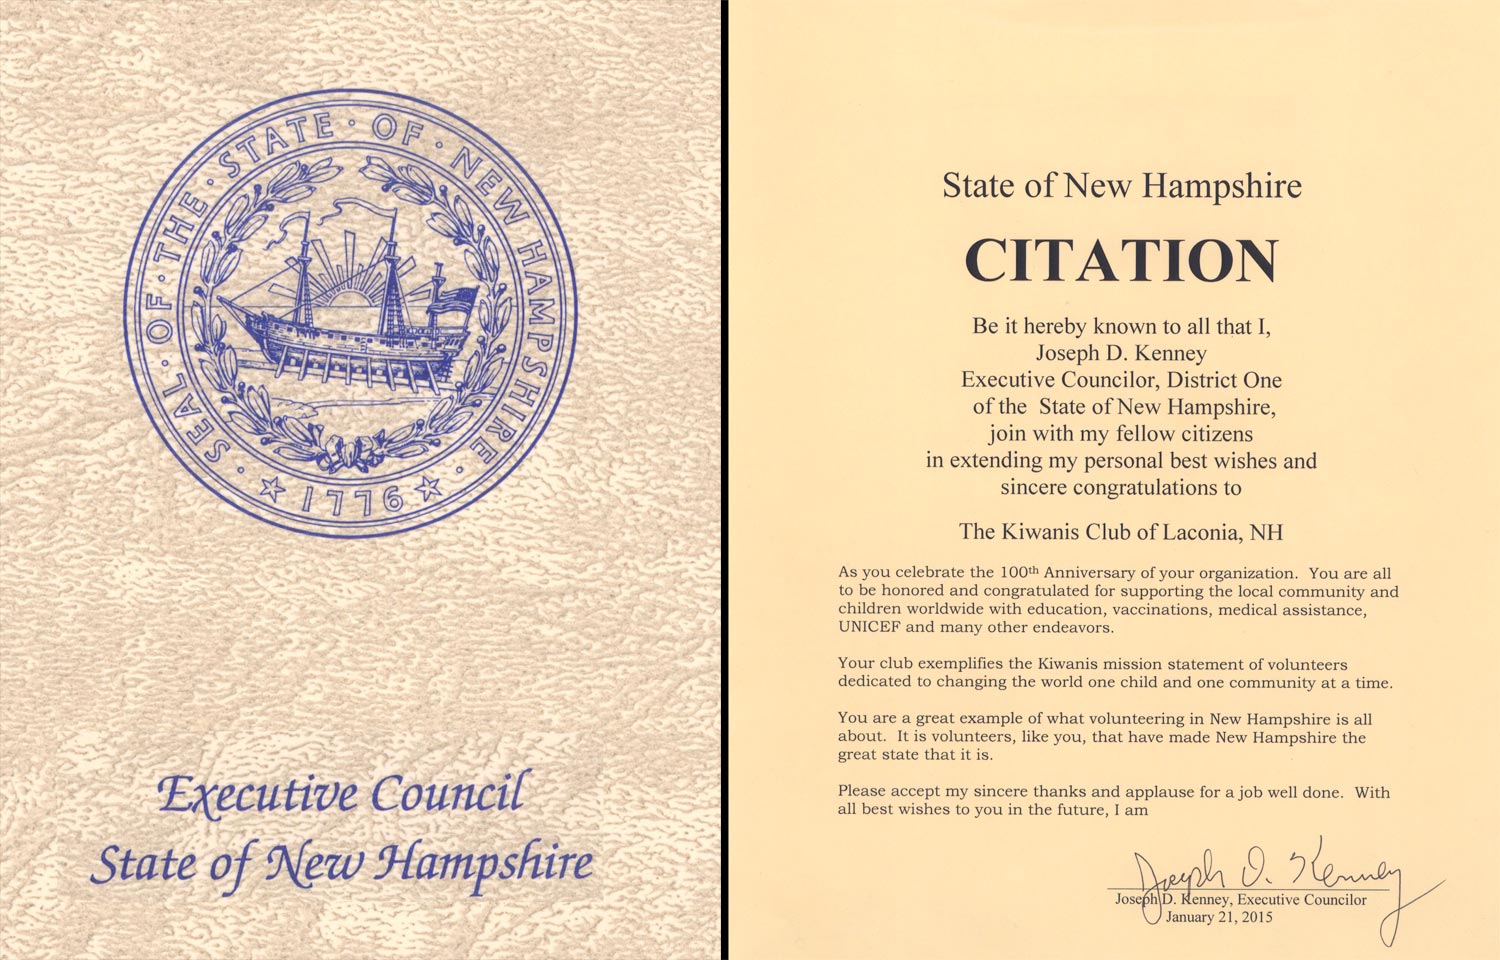 SEAL · OF · THE · STATE · OF · NEW HAMPSHIRE ·
1776
Executive Council
State of New Hampshire
State of New Hampshire
CITATION
Be it hereby known to all that I,
Joseph D. Kenney
Executive Councilor, District One
of the State of New Hampshire,
join with my fellow citizens
in extending my personal best wishes and
sincere congratulations to
The Kiwanis Club of Laconia, NH
As you celebrate the 100th Anniversary of your organization. You are all
to be honored and congratulated for supporting the local community and
children worldwide with education, vaccinations, medical assistance,
UNICEF and many other endeavors.
Your club exemplifies the Kiwanis mission statement of volunteers
dedicated to changing the world one child and one community at a time.
You are a great example of what volunteering in New Hampshire is all
about. It is volunteers, like you, that have made New Hampshire the
great state that it is.
Please accept my sincere thanks and applause for a job well done. With
all best wishes to you in the future, I am
Joseph D. Kenney
Joseph D. Kenney, Executive Councilor
January 21, 2015